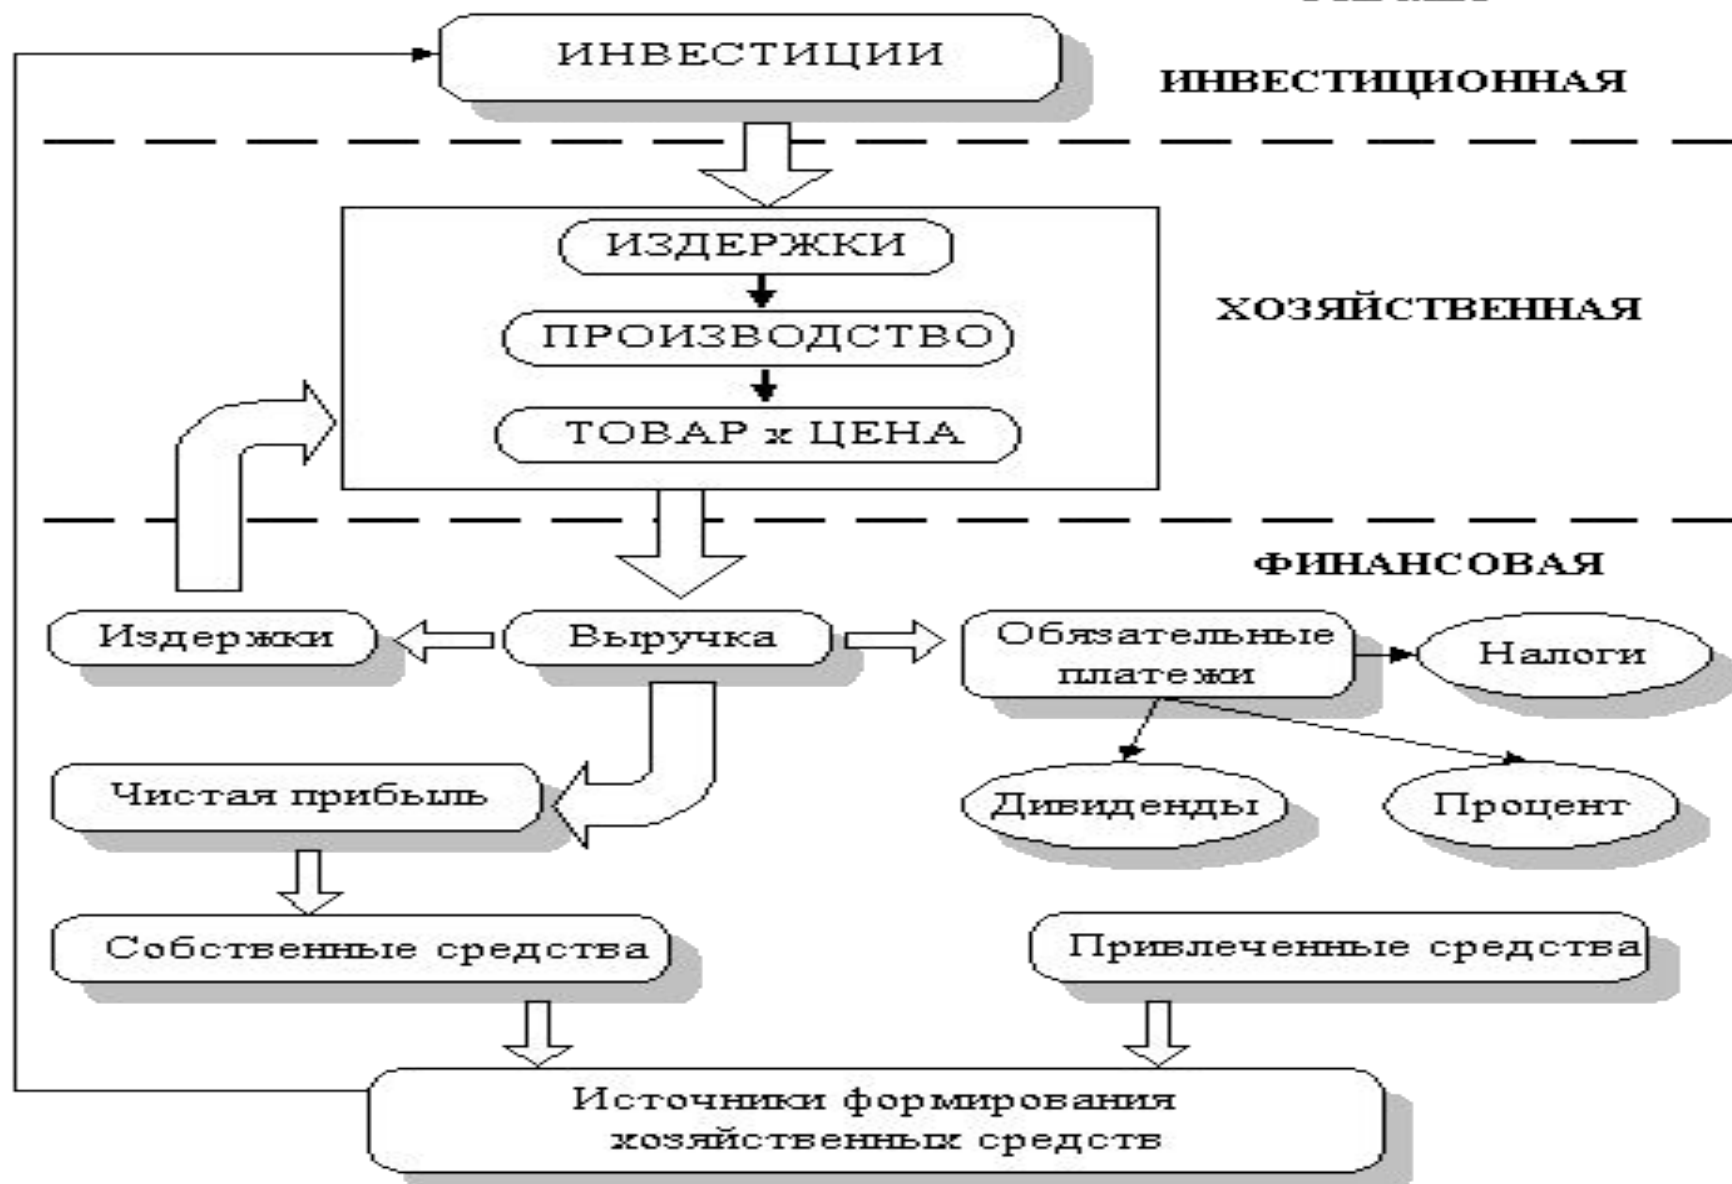 ИНВЕСТИЦИИ
ИНВЕСТИЦИОННАЯ
ИЗДЕРЖКИ
ПРОИЗВОДСТВО
ТОВАР х ЦЕНА
ХОЗЯЙСТВЕННАЯ
ФИНАНСОВАЯ
Издержки
Выручка
Обязательные
платежи
Налоги
Чистая прибыль
Дивиденды
Процент
Собственные средства
Привлеченные средства
Источники формирования
хозяйственных средств